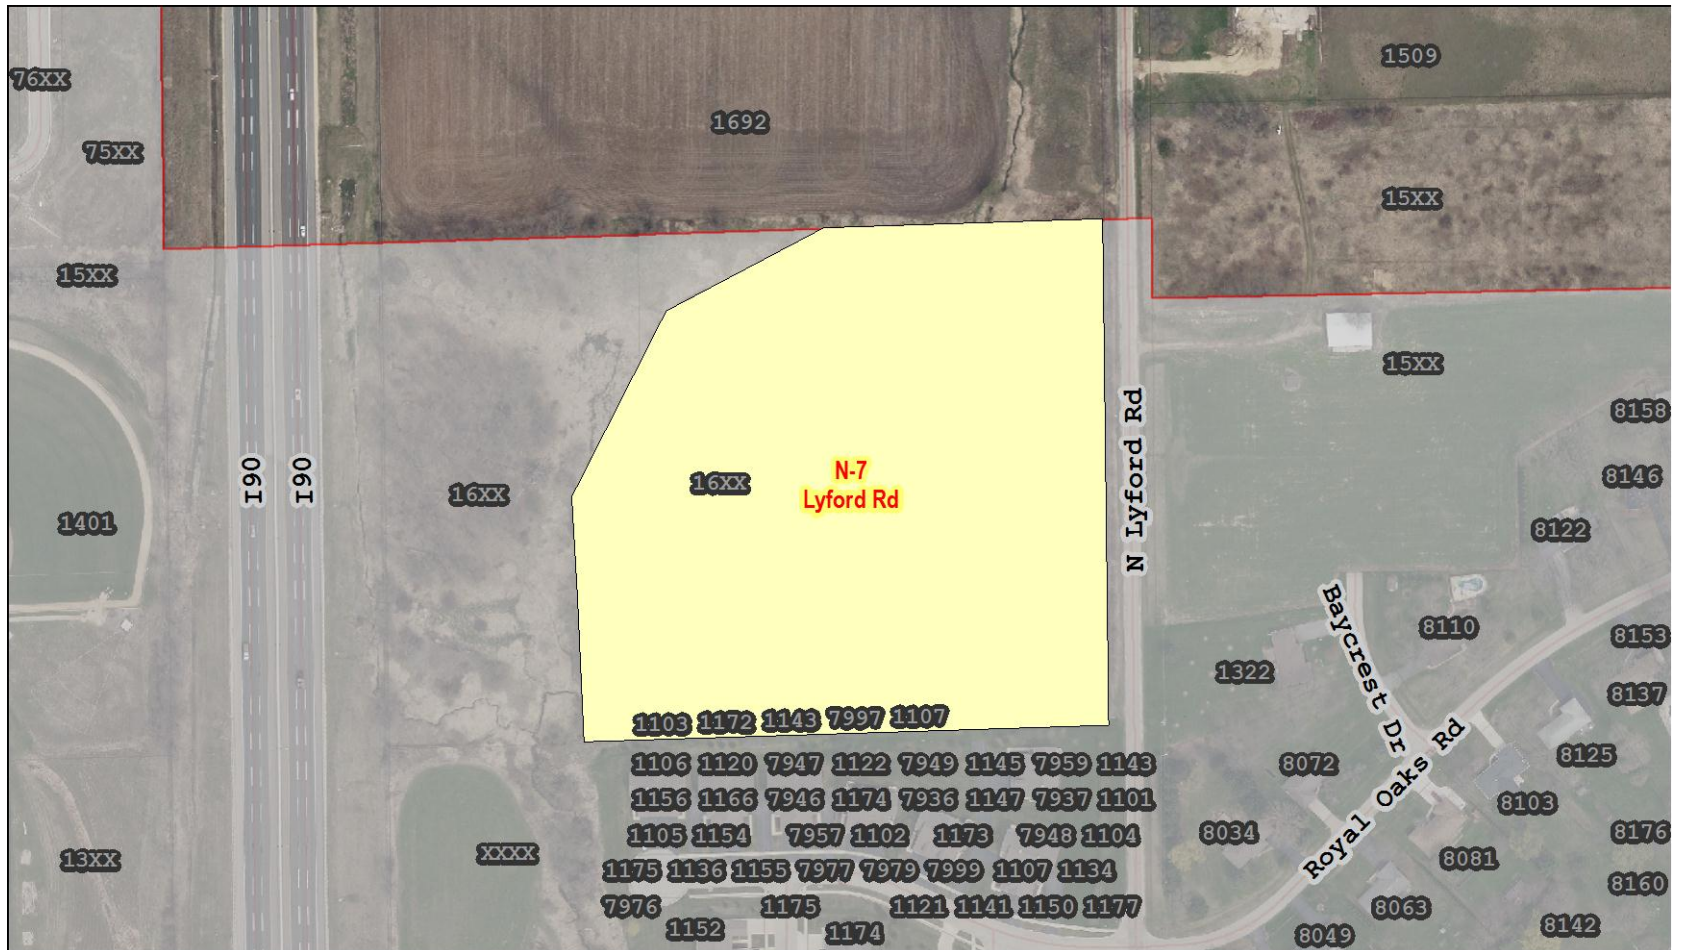 1509
76XX
1692
75XX
15XX
15XX
15XX
8158
N Lyford Rd
N-7
Lyford Rd
16XX
16XX
I90
I90
8146
1401
8122
Baycrest Dr
8110
8153
1322
8137
1103 1172 1143 7997 1107
Royal Oaks Rd
8125
1106 1120 7947 1122 7949 1145 7959 1143
8072
1156 1166 7946 1174 7936 1147 7937 1101
8103
1105 1154 7957 1102 1173 7948 1104
8034
8176
13XX
XXXX
8081
1175 1136 1155 7977 7979 7999 1107 1134
8160
7976 1175 1121 1141 1150 1177
8063
1152 1174
8049
8142